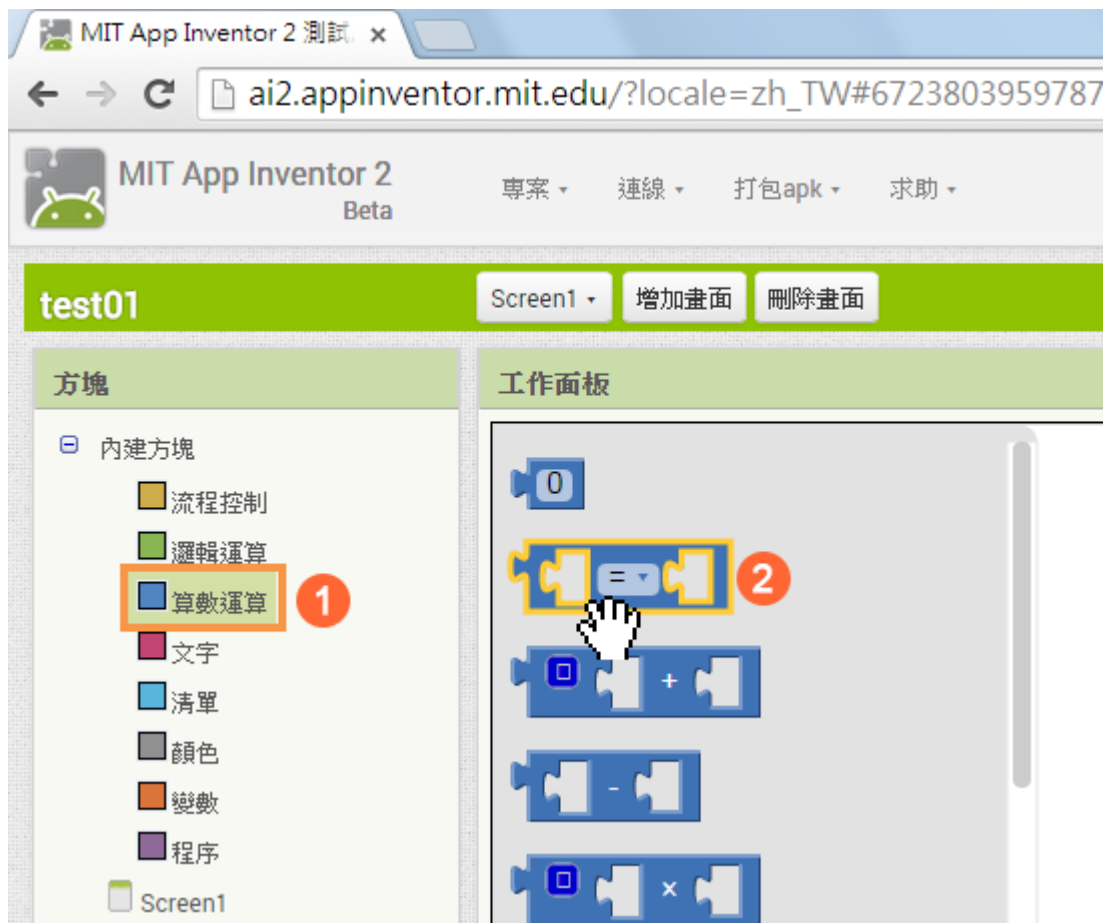 MIT App Inventor 2 測試
ai2.appinventor.mit.edu/?locale=zh_TW#6723803959787
MIT App Inventor 2
Beta
專案 連線 打包apk 求助
test01 Screen1 增加畫面 刪除畫面
方塊 工作面板
內建方塊
0
流程控制
邏輯運算
= 2
算數運算 1
文字
+
清單
顏色
-
變數
程序
×
Screen1